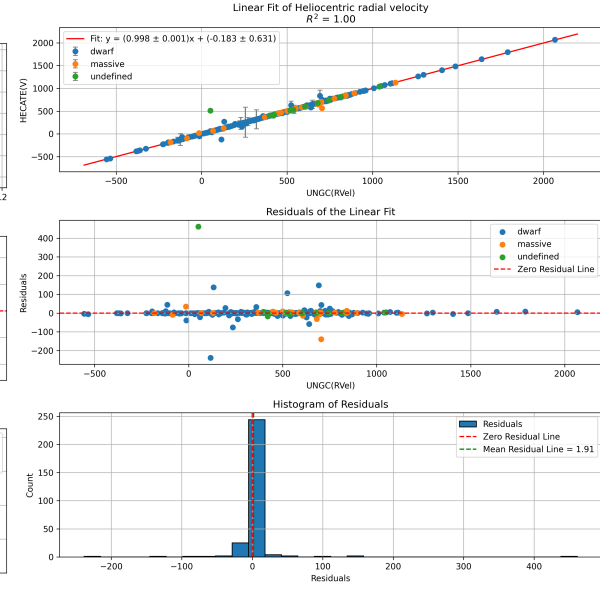 Linear Fit of Heliocentric radial velocity
R² = 1.00
Fit: y = (0.998 ± 0.001)x + (-0.183 ± 0.631)
dwarf
massive
undefined
HECATE(V)
2000
1500
1000
500
0
−500
−500 0 500 1000 1500 2000
UNGC(RVel)
.2
Residuals of the Linear Fit
dwarf
massive
undefined
Zero Residual Line
Residuals
400
300
200
100
0
−100
−200
−500 0 500 1000 1500 2000
UNGC(RVel)
Histogram of Residuals
Residuals
Zero Residual Line
Mean Residual Line = 1.91
Count
250
200
150
100
50
0
−200 −100 0 100 200 300 400
Residuals